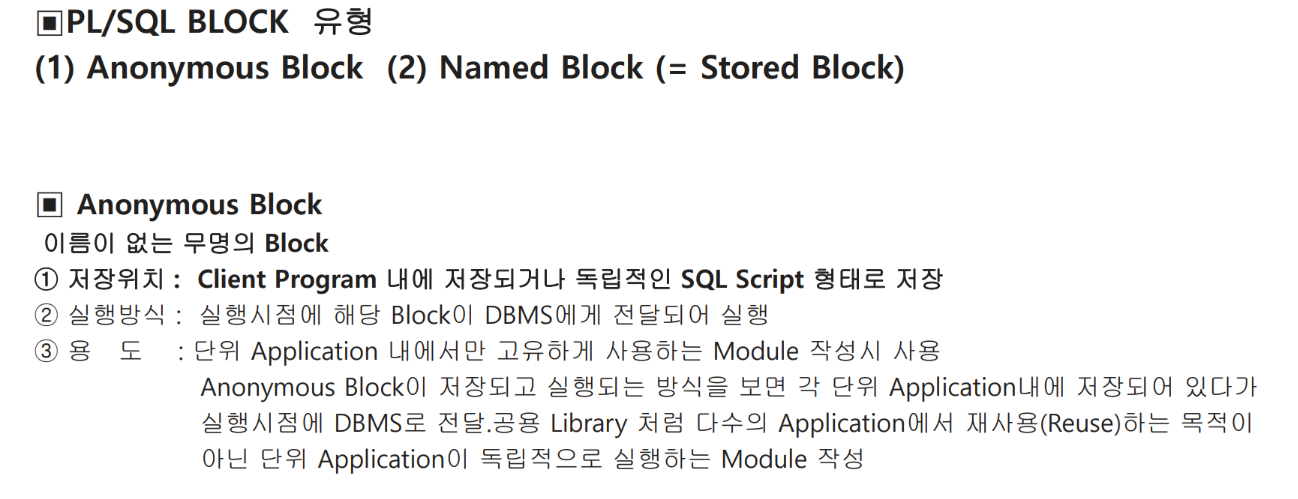 ▣PL/SQL BLOCK 유형
(1) Anonymous Block (2) Named Block (= Stored Block)
▣ Anonymous Block
이름이 없는 무명의 Block
① 저장위치 : Client Program 내에 저장되거나 독립적인 SQL Script 형태로 저장
② 실행방식 : 실행시점에 해당 Block이 DBMS에게 전달되어 실행
③ 용 도 : 단위 Application 내에서만 고유하게 사용하는 Module 작성시 사용
Anonymous Block이 저장되고 실행되는 방식을 보면 각 단위 Application내에 저장되어 있다가
실행시점에 DBMS로 전달.공용 Library 처럼 다수의 Application에서 재사용(Reuse)하는 목적이
아닌 단위 Application이 독립적으로 실행하는 Module 작성